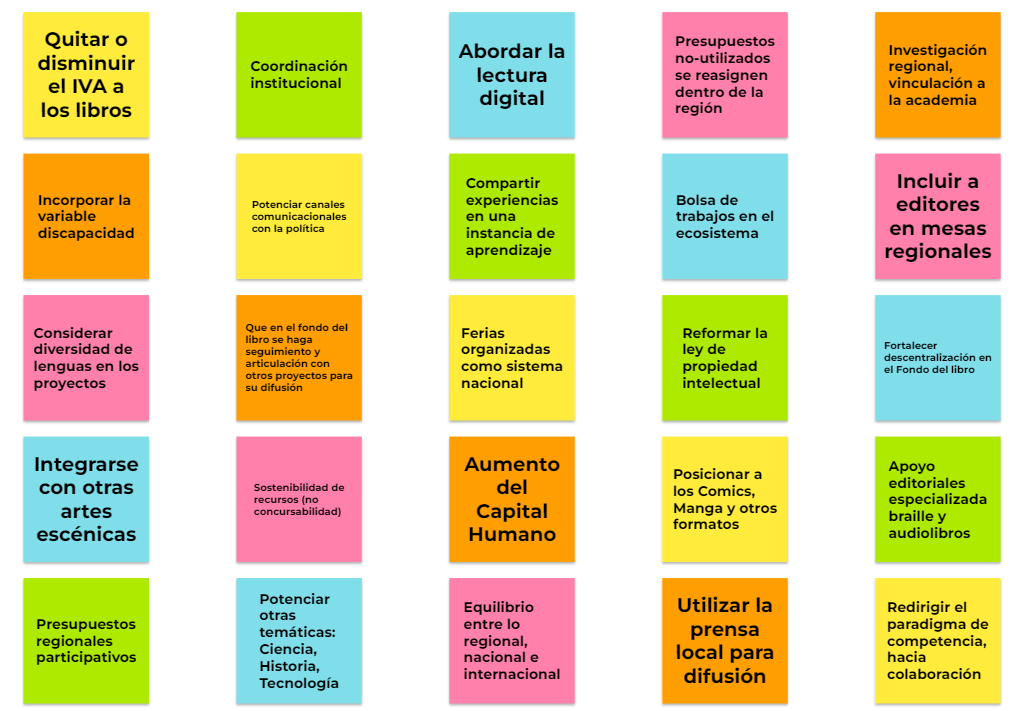 Quitar o
disminuir
el IVA a
los libros
Coordinación
institucional
Abordar la
lectura
digital
Presupuestos
no-utilizados
se reasignen
dentro de la
región
Investigación
regional,
vinculación a
la academia
Incorporar la
variable
discapacidad
Potenciar canales
comunicacionales
con la política
Compartir
experiencias
en una
instancia de
aprendizaje
Bolsa de
trabajos en el
ecosistema
Incluir a
editores
en mesas
regionales
Considerar
diversidad de
lenguas en los
proyectos
Que en el fondo del
libro se haga
seguimiento y
articulación con
otros proyectos para
su difusión
Ferias
organizadas
como sistema
nacional
Reformar la
ley de
propiedad
intelectual
Fortalecer
descentralización en
el Fondo del libro
Integrarse
con otras
artes
escénicas
Sostenibilidad de
recursos (no
concursabilidad)
Aumento
del
Capital
Humano
Posicionar a
los Comics,
Manga y otros
formatos
Apoyo
editoriales
especializada
braille y
audiolibros
Presupuestos
regionales
participativos
Potenciar
otras
temáticas:
Ciencia,
Historia,
Tecnología
Equilibrio
entre lo
regional,
nacional e
internacional
Utilizar la
prensa
local para
difusión
Redirigir el
paradigma de
competencia,
hacia
colaboración